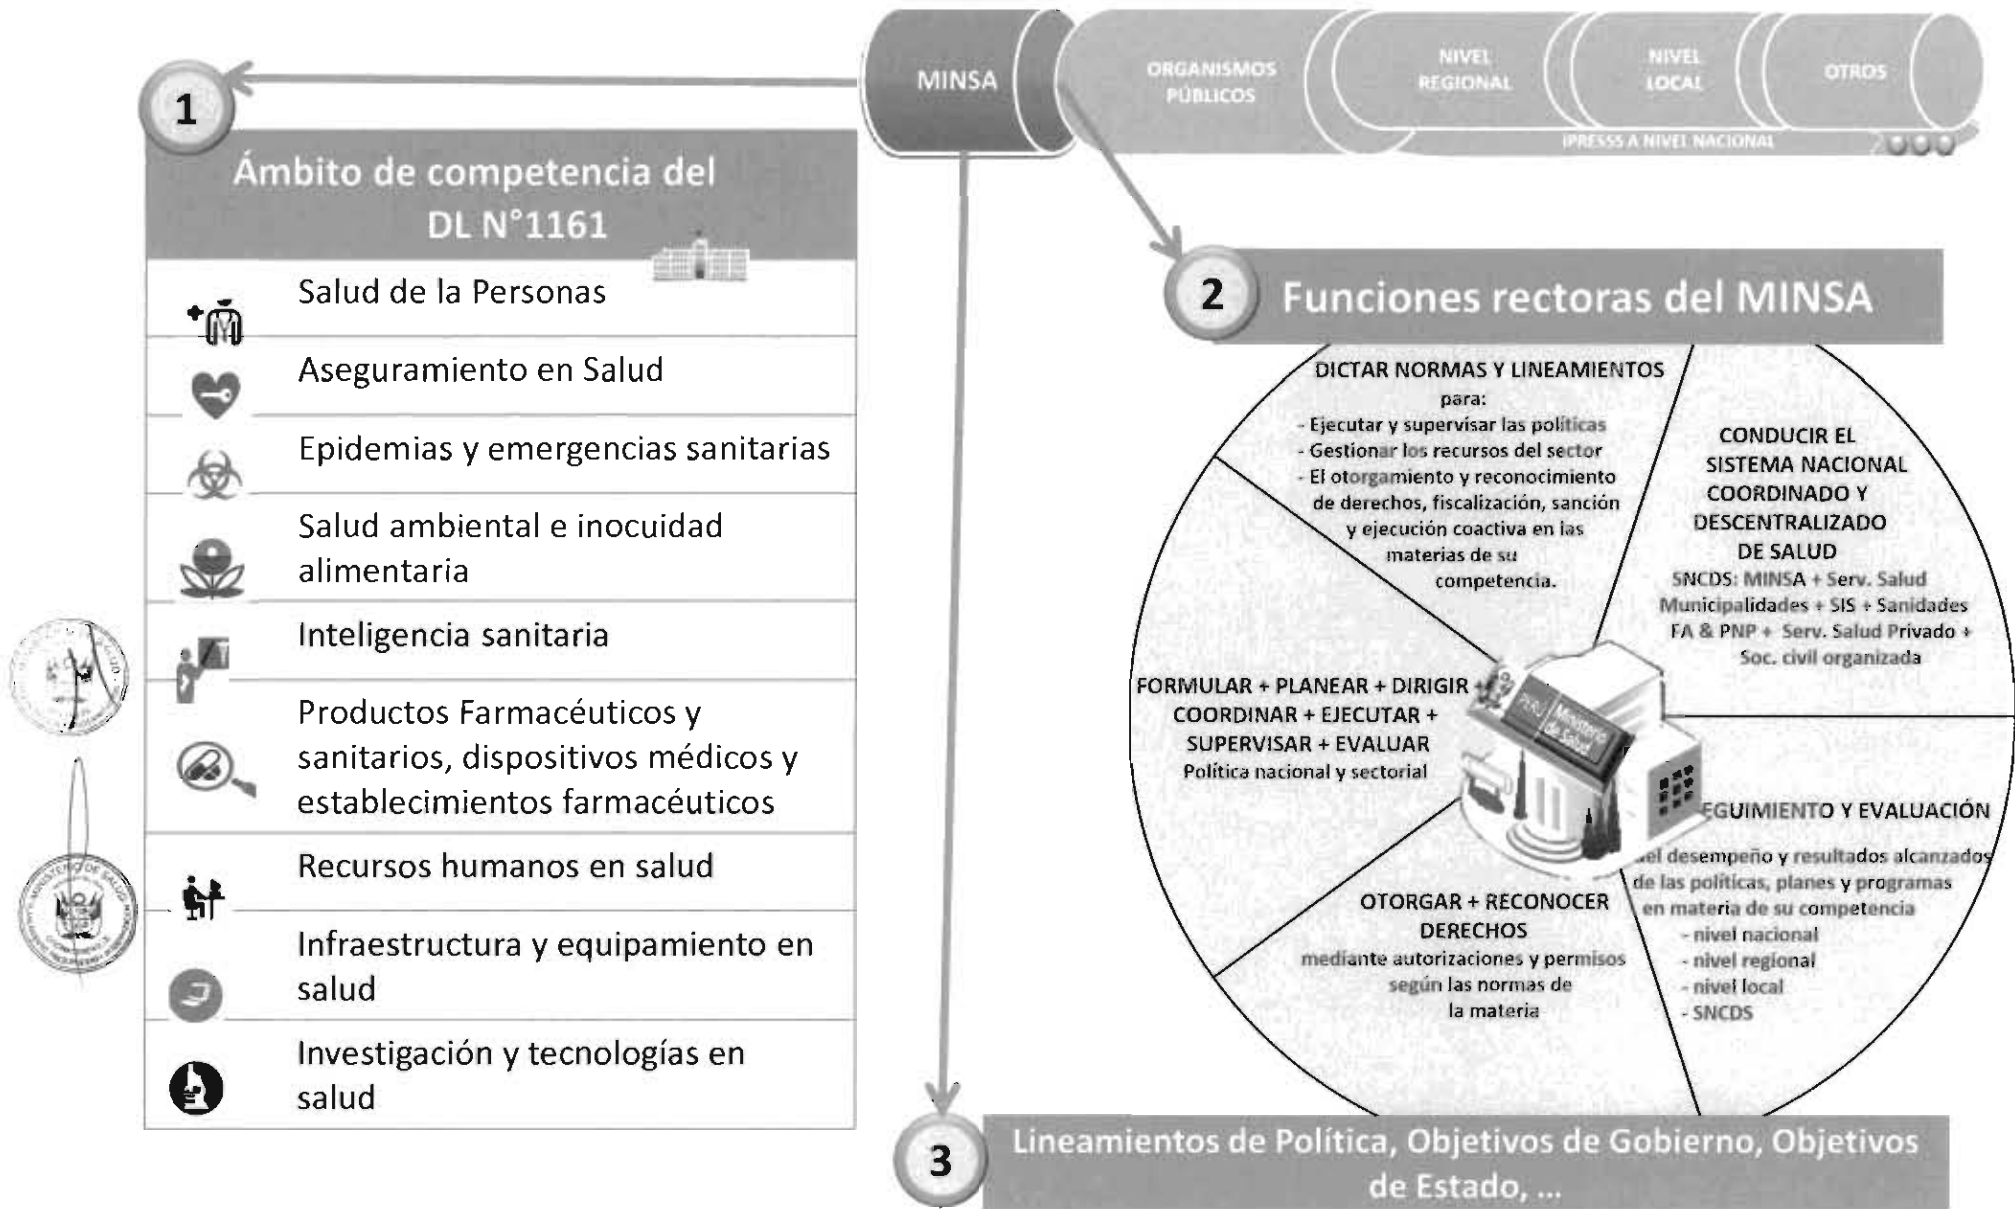 MINSA
ORGANISMOS
PÚBLICOS
NIVEL
REGIONAL
NIVEL
LOCAL
OTROS
IPRESSS A NIVEL NACIONAL
1
Ámbito de competencia del
DL N°1161
Salud de la Personas
Aseguramiento en Salud
Epidemias y emergencias sanitarias
Salud ambiental e inocuidad
alimentaria
Inteligencia sanitaria
Productos Farmacéuticos y
sanitarios, dispositivos médicos y
establecimientos farmacéuticos
Recursos humanos en salud
Infraestructura y equipamiento en
salud
Investigación y tecnologías en
salud
2
Funciones rectoras del MINSA
DICTAR NORMAS Y LINEAMIENTOS
para:
- Ejecutar y supervisar las políticas
- Gestionar los recursos del sector
- El otorgamiento y reconocimiento
de derechos, fiscalización, sanción
y ejecución coactiva en las
materias de su
competencia.
CONDUCIR EL
SISTEMA NACIONAL
COORDINADO Y
DESCENTRALIZADO
DE SALUD
SNCDS: MINSA + Serv. Salud
Municipalidades + SIS + Sanidades
FA & PNP + Serv. Salud Privado +
Soc. civil organizada
FORMULAR + PLANEAR + DIRIGIR +
COORDINAR + EJECUTAR +
SUPERVISAR + EVALUAR
Política nacional y sectorial
PERÚ
Ministerio
de Salud
EGUIMIENTO Y EVALUACIÓN
del desempeño y resultados alcanzados
de las políticas, planes y programas
en materia de su competencia
- nivel nacional
- nivel regional
- nivel local
- SNCDS
OTORGAR + RECONOCER
DERECHOS
mediante autorizaciones y permisos
según las normas de
la materia
3
Lineamientos de Política, Objetivos de Gobierno, Objetivos
de Estado, ...
MINISTERIO DE SALUD